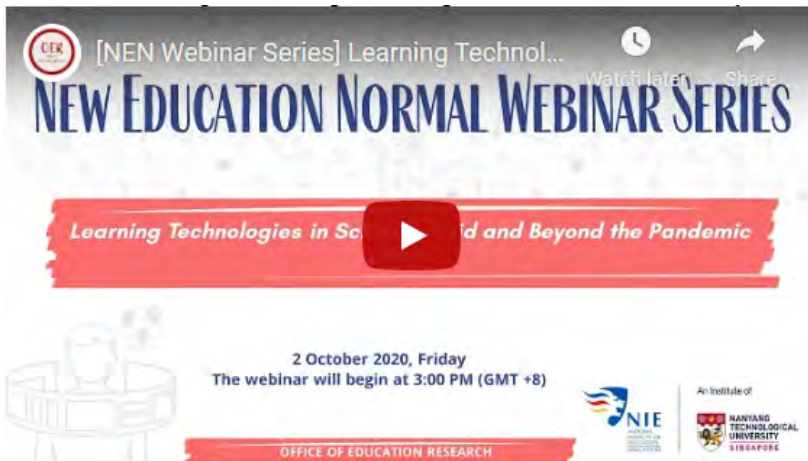 OER
[NEN Webinar Series] Learning Technol...
Watch later
Share
NEW EDUCATION NORMAL WEBINAR SERIES
Learning Technologies in Sc id and Beyond the Pandemic
2 October 2020, Friday
The webinar will begin at 3:00 PM (GMT +8)
NIE
An Institute of
NANYANG
TECHNOLOGICAL
UNIVERSITY
SINGAPORE
OFFICE OF EDUCATION RESEARCH